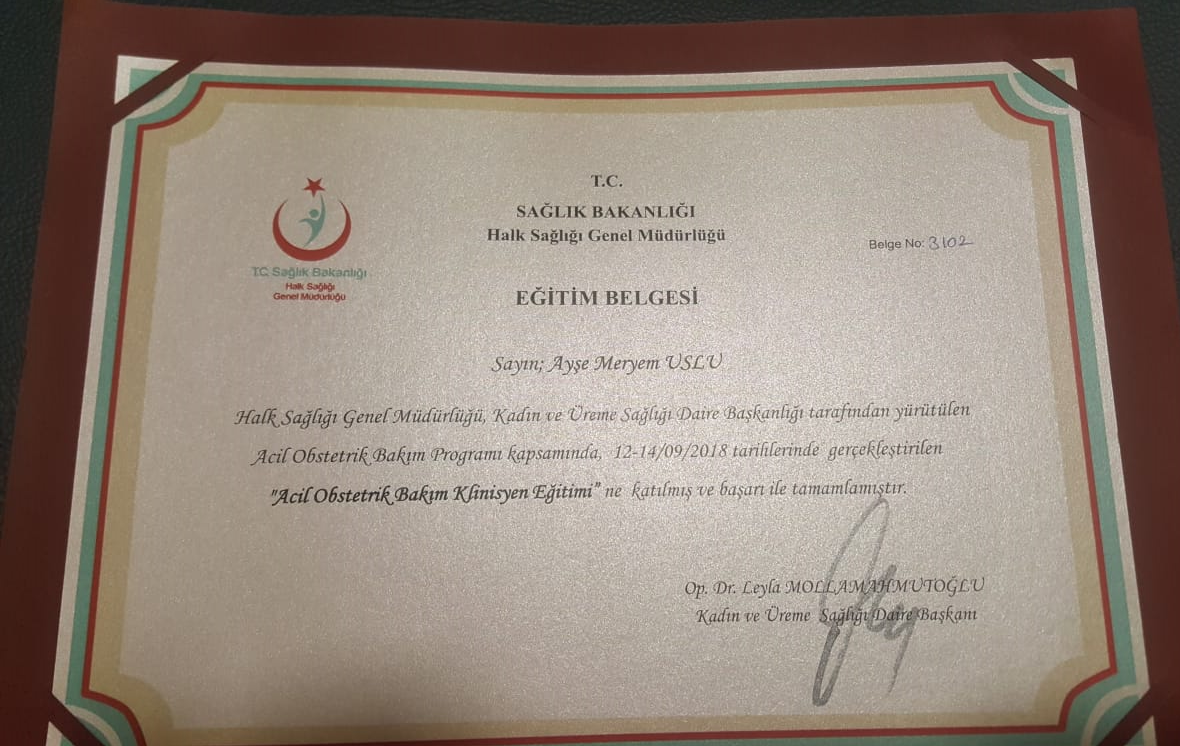 T.C.
SAĞLIK BAKANLIĞI
Halk Sağlığı Genel Müdürlüğü
Belge No: 3102
T.C. Sağlık Bakanlığı
Halk Sağlığı
Genel Müdürlüğü
EĞİTİM BELGESİ
Sayın; Ayşe Meryem USLU
Halk Sağlığı Genel Müdürlüğü, Kadın ve Üreme Sağlığı Daire Başkanlığı tarafından yürütülen
Acil Obstetrik Bakım Programı kapsamında, 12-14/09/2018 tarihlerinde gerçekleştirilen
"Acil Obstetrik Bakım Klinisyen Eğitimi" ne katılmış ve başarı ile tamamlamıştır.
Op. Dr. Leyla MOLLAMAHMUTOĞLU
Kadın ve Üreme Sağlığı Daire Başkanı